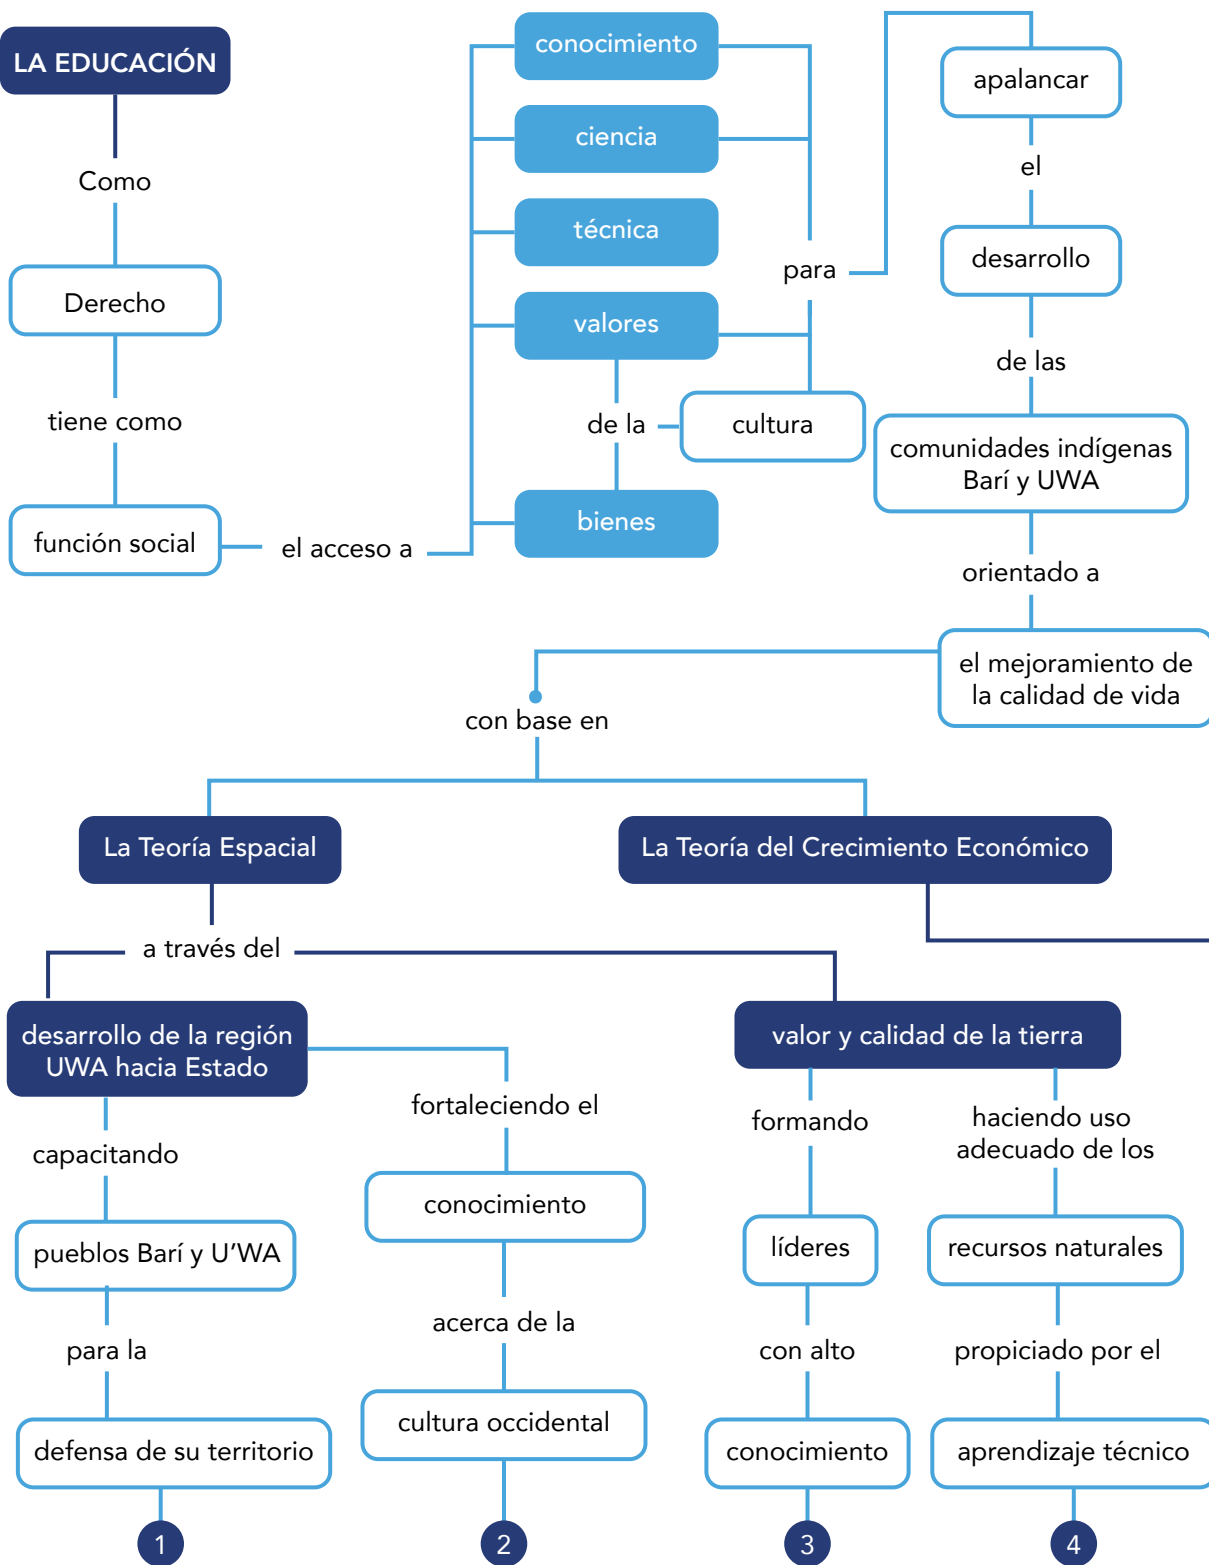 LA EDUCACIÓN
Como
Derecho
tiene como
función social
el acceso a
conocimiento
ciencia
técnica
valores
de la
cultura
bienes
para
apalancar
el
desarrollo
de las
comunidades indígenas
Barí y UWA
orientado a
el mejoramiento de
la calidad de vida
con base en
La Teoría Espacial
La Teoría del Crecimiento Económico
a través del
desarrollo de la región
UWA hacia Estado
capacitando
pueblos Barí y U’WA
para la
defensa de su territorio
1
fortaleciendo el
conocimiento
acerca de la
cultura occidental
2
valor y calidad de la tierra
formando
líderes
con alto
conocimiento
3
haciendo uso
adecuado de los
recursos naturales
propiciado por el
aprendizaje técnico
4